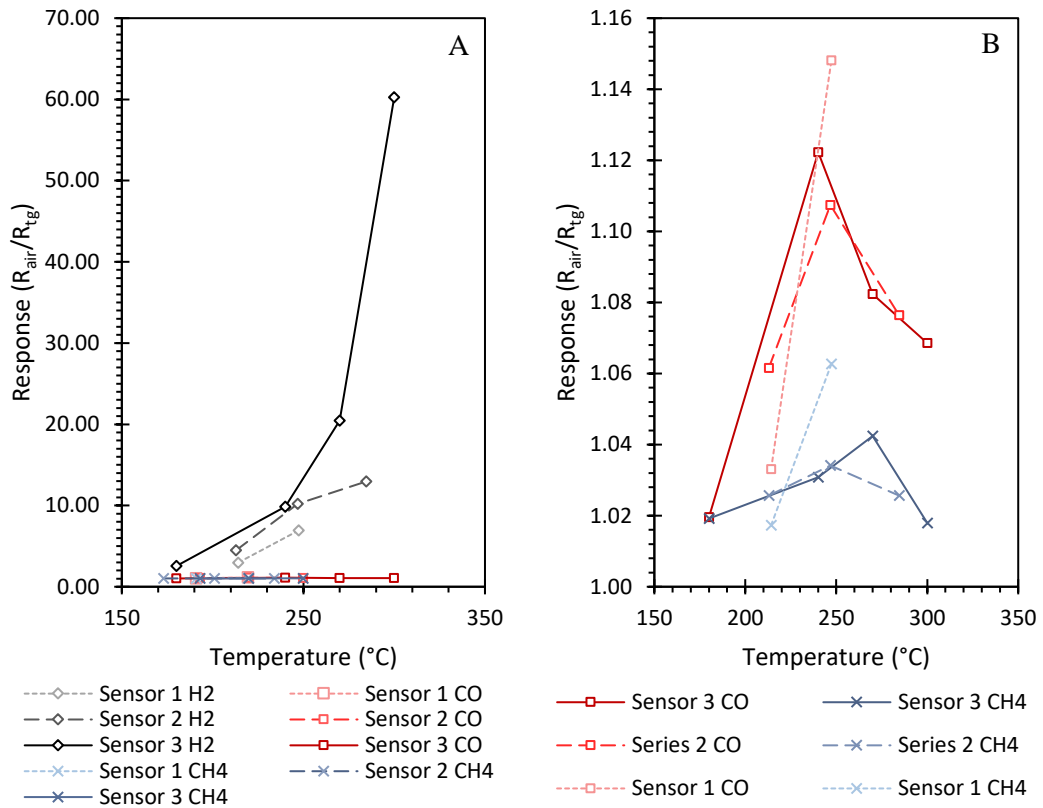 A
70.00
60.00
50.00
40.00
30.00
20.00
10.00
0.00
Response (Rair/Rtg)
150 250 350
Temperature (°C)
Sensor 1 H2
Sensor 1 CO
Sensor 2 H2
Sensor 2 CO
Sensor 3 H2
Sensor 3 CO
Sensor 1 CH4
Sensor 2 CH4
Sensor 3 CH4
B
1.16
1.14
1.12
1.10
1.08
1.06
1.04
1.02
1.00
Response (Rair/Rtg)
150 200 250 300 350
Temperature (°C)
Sensor 3 CO
Sensor 3 CH4
Series 2 CO
Series 2 CH4
Sensor 1 CO
Sensor 1 CH4